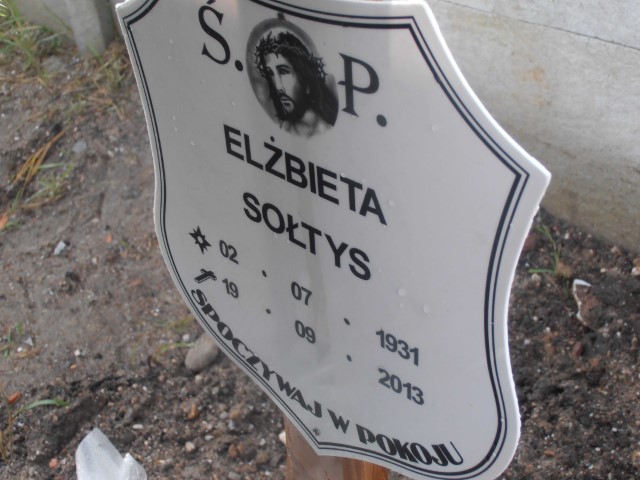 Ś. P.
ELŻBIETA
SOŁTYS
02 . 07 . 1931
19 . 09 . 2013
SPOCZYWAJ W POKOJU